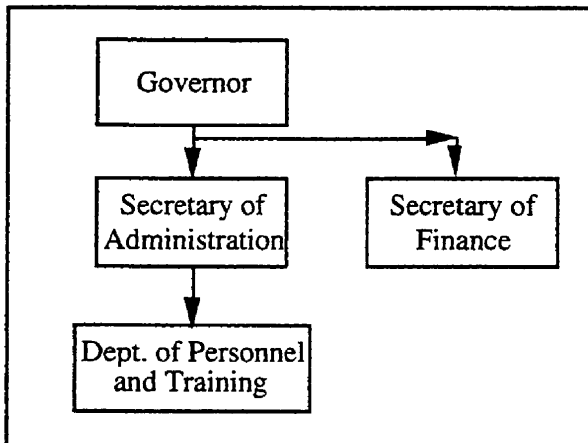 Governor
Secretary of
Administration
Secretary of
Finance
Dept. of Personnel
and Training